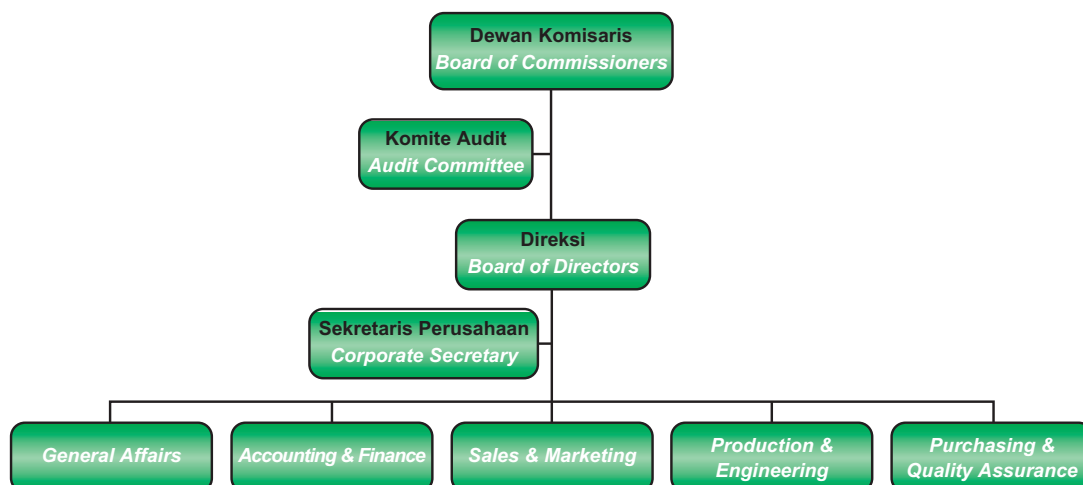 Dewan Komisaris
Board of Commissioners
Komite Audit
Audit Committee
Direksi
Board of Directors
Sekretaris Perusahaan
Corporate Secretary
General Affairs
Accounting & Finance
Sales & Marketing
Production &
Engineering
Purchasing &
Quality Assurance